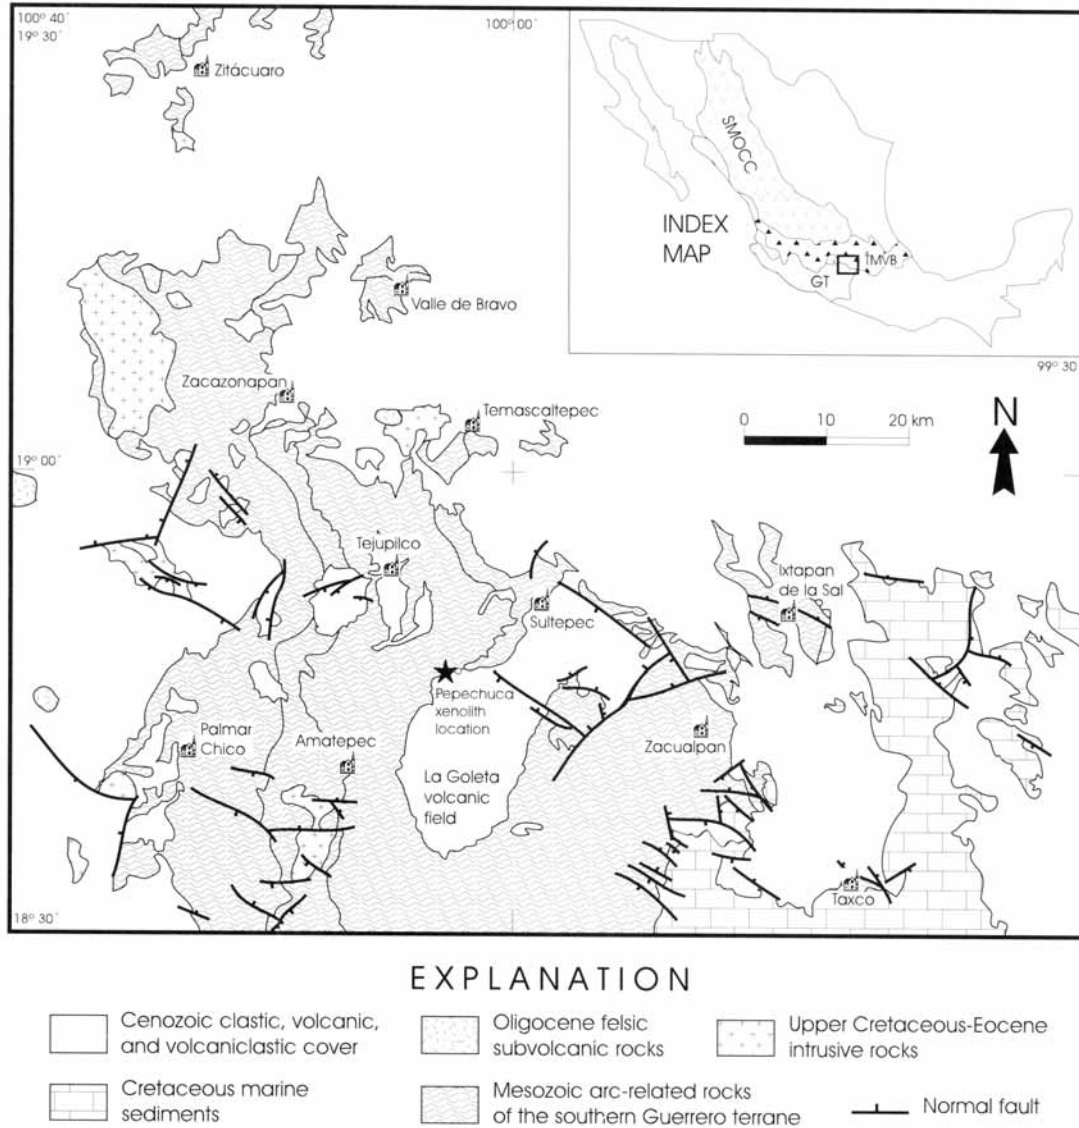 100° 40´
19° 30´
100° 00´
Zitácuaro
SMOCC
INDEX
MAP
TMVB
GT
Valle de Bravo
99° 30´
Zacazonapan
Temascaltepec
0 10 20 km
N
19° 00´
Tejupilco
Ixtapan
de la Sal
Sultepec
Pepechuca
xenolith
location
Palmar
Chico
Amatepec
Zacualpan
La Goleta
volcanic
field
Taxco
18° 30´
EXPLANATION
Cenozoic clastic, volcanic,
and volcaniclastic cover
Oligocene felsic
subvolcanic rocks
Upper Cretaceous-Eocene
intrusive rocks
Cretaceous marine
sediments
Mesozoic arc-related rocks
of the southern Guerrero terrane
Normal fault